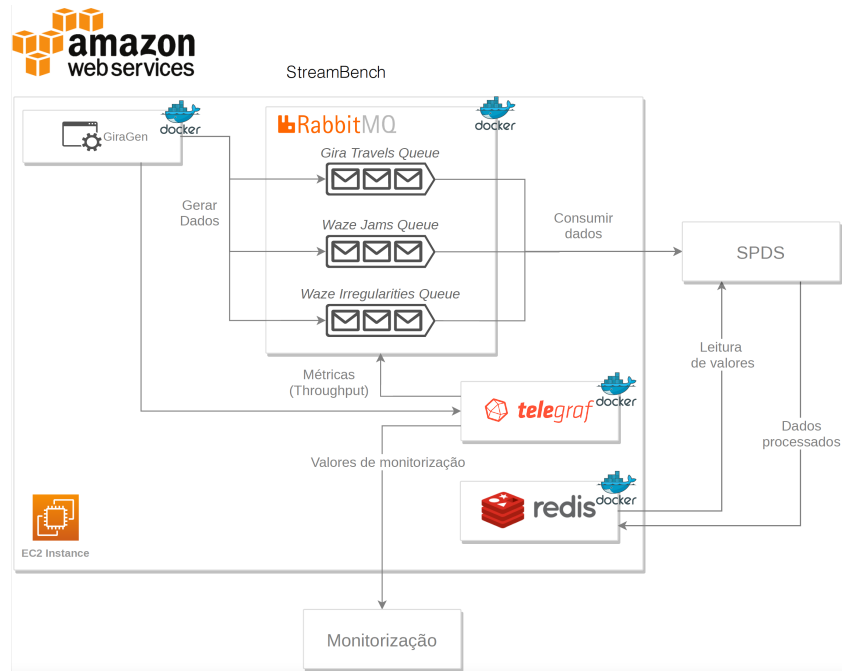 amazon
web services
StreamBench
GiraGen
docker
RabbitMQ
docker
Gira Travels Queue
Gerar
Dados
Waze Jams Queue
Consumir
dados
SPDS
Waze Irregularities Queue
Métricas
(Throughput)
Leitura
de valores
telegraf
docker
Dados
processados
Valores de monitorização
redis
docker
EC2 Instance
Monitorização